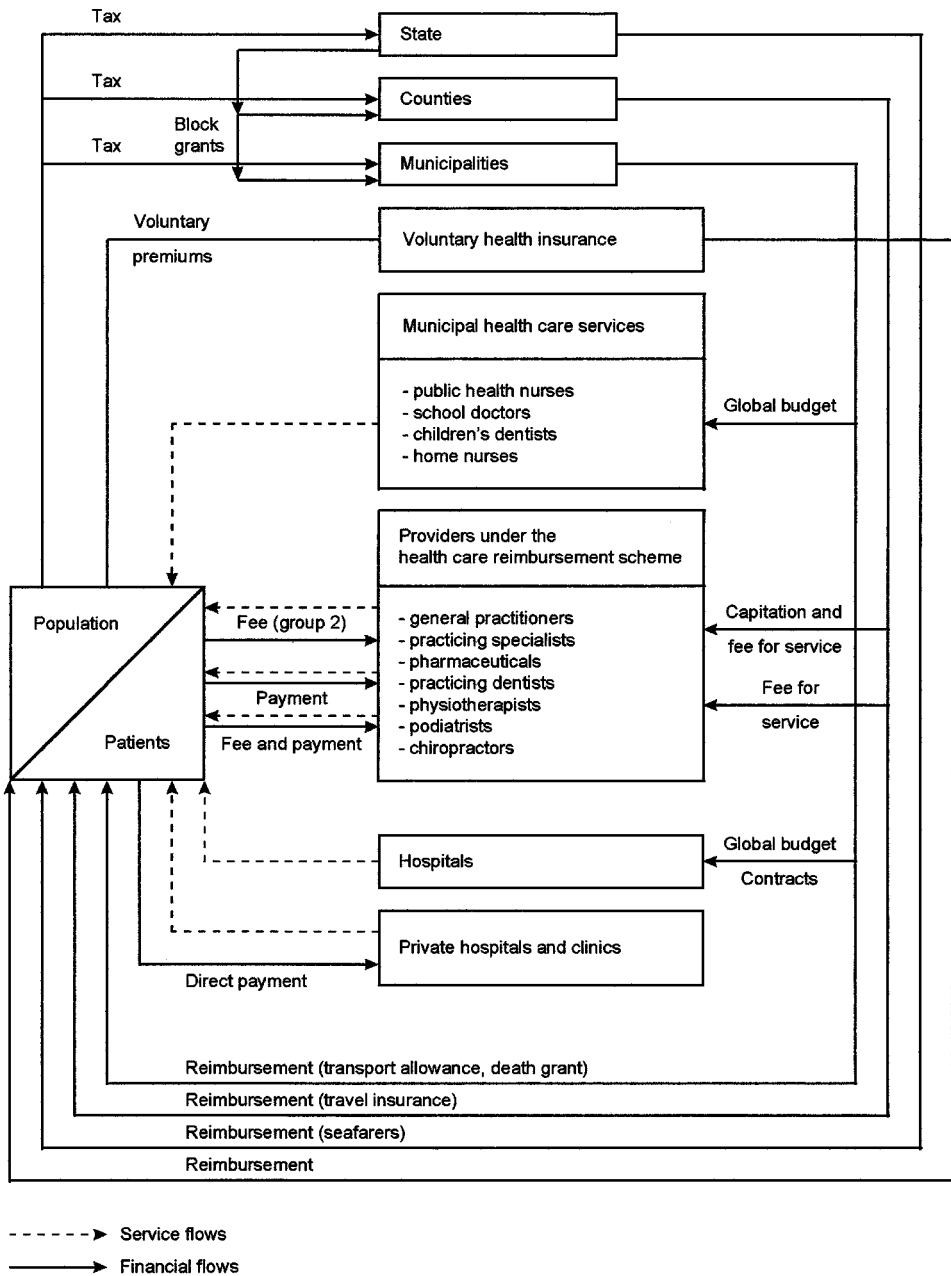 Tax
State
Tax
Counties
Block
grants
Tax
Municipalities
Voluntary
premiums
Voluntary health insurance
Municipal health care services
- public health nurses
- school doctors
- children's dentists
- home nurses
Global budget
Providers under the
health care reimbursement scheme
Population
Patients
Fee (group 2)
Payment
Fee and payment
- general practitioners
- practicing specialists
- pharmaceuticals
- practicing dentists
- physiotherapists
- podiatrists
- chiropractors
Capitation and
fee for service
Fee for
service
Hospitals
Global budget
Contracts
Private hospitals and clinics
Direct payment
Reimbursement (transport allowance, death grant)
Reimbursement (travel insurance)
Reimbursement (seafarers)
Reimbursement
Service flows
Financial flows